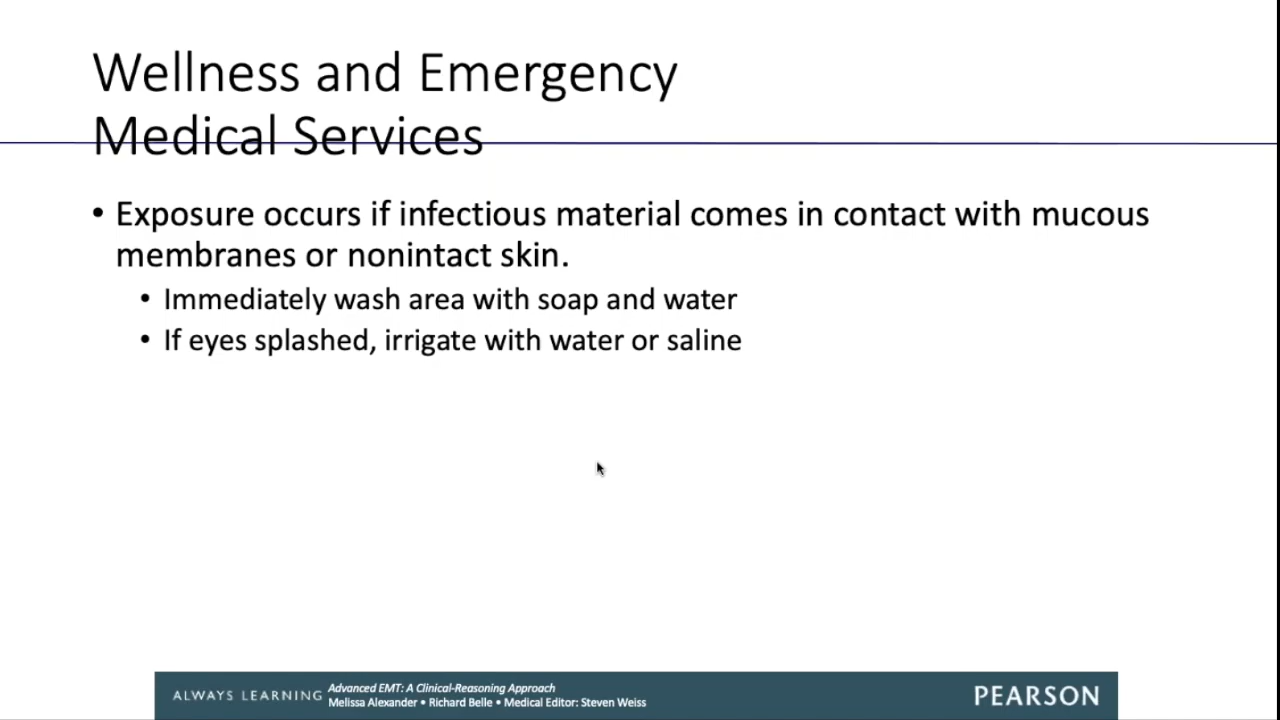 Wellness and Emergency
Medical Services
• Exposure occurs if infectious material comes in contact with mucous
membranes or nonintact skin.
• Immediately wash area with soap and water
• If eyes splashed, irrigate with water or saline
ALWAYS LEARNING
Advanced EMT: A Clinical-Reasoning Approach
Melissa Alexander • Richard Belle • Medical Editor: Steven Weiss
PEARSON